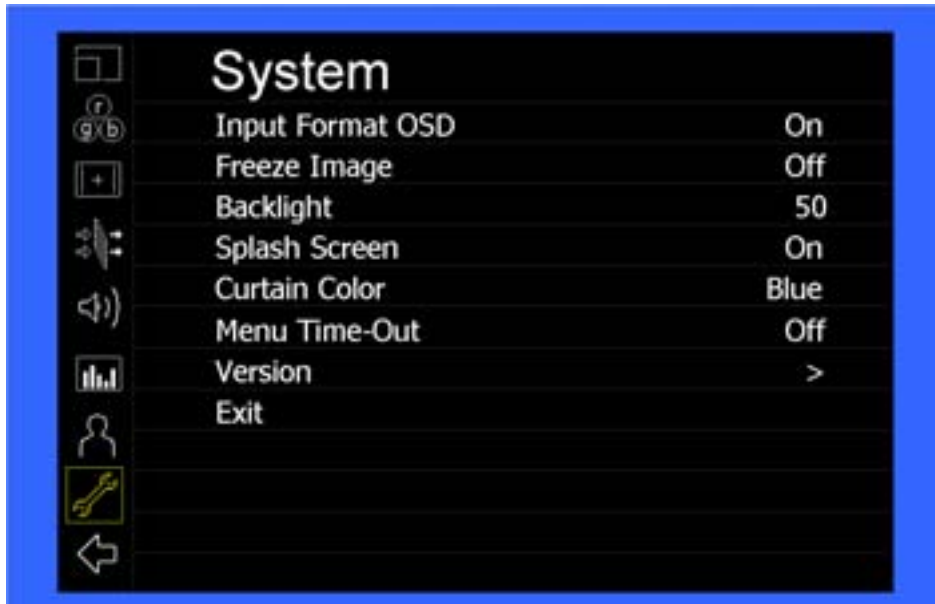 System
r
g b
Input Format OSD On
Freeze Image Off
Backlight 50
Splash Screen On
Curtain Color Blue
Menu Time-Out Off
Version >
Exit